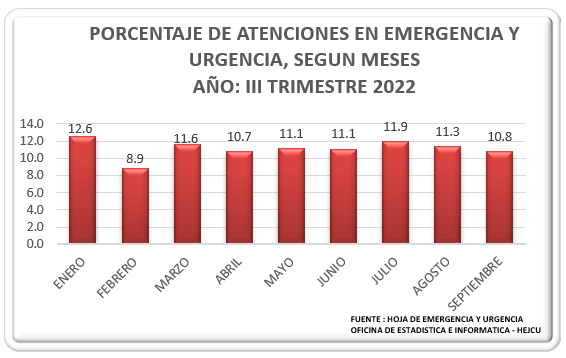 PORCENTAJE DE ATENCIONES EN EMERGENCIA Y
URGENCIA, SEGUN MESES
AÑO: III TRIMESTRE 2022
14.0
12.0
10.0
8.0
6.0
4.0
2.0
0.0
12.6
8.9
11.6
10.7
11.1
11.1
11.9
11.3
10.8
ENERO
FEBRERO
MARZO
ABRIL
MAYO
JUNIO
JULIO
AGOSTO
SEPTIEMBRE
FUENTE : HOJA DE EMERGENCIA Y URGENCIA
OFICINA DE ESTADISTICA E INFORMATICA - HEJCU